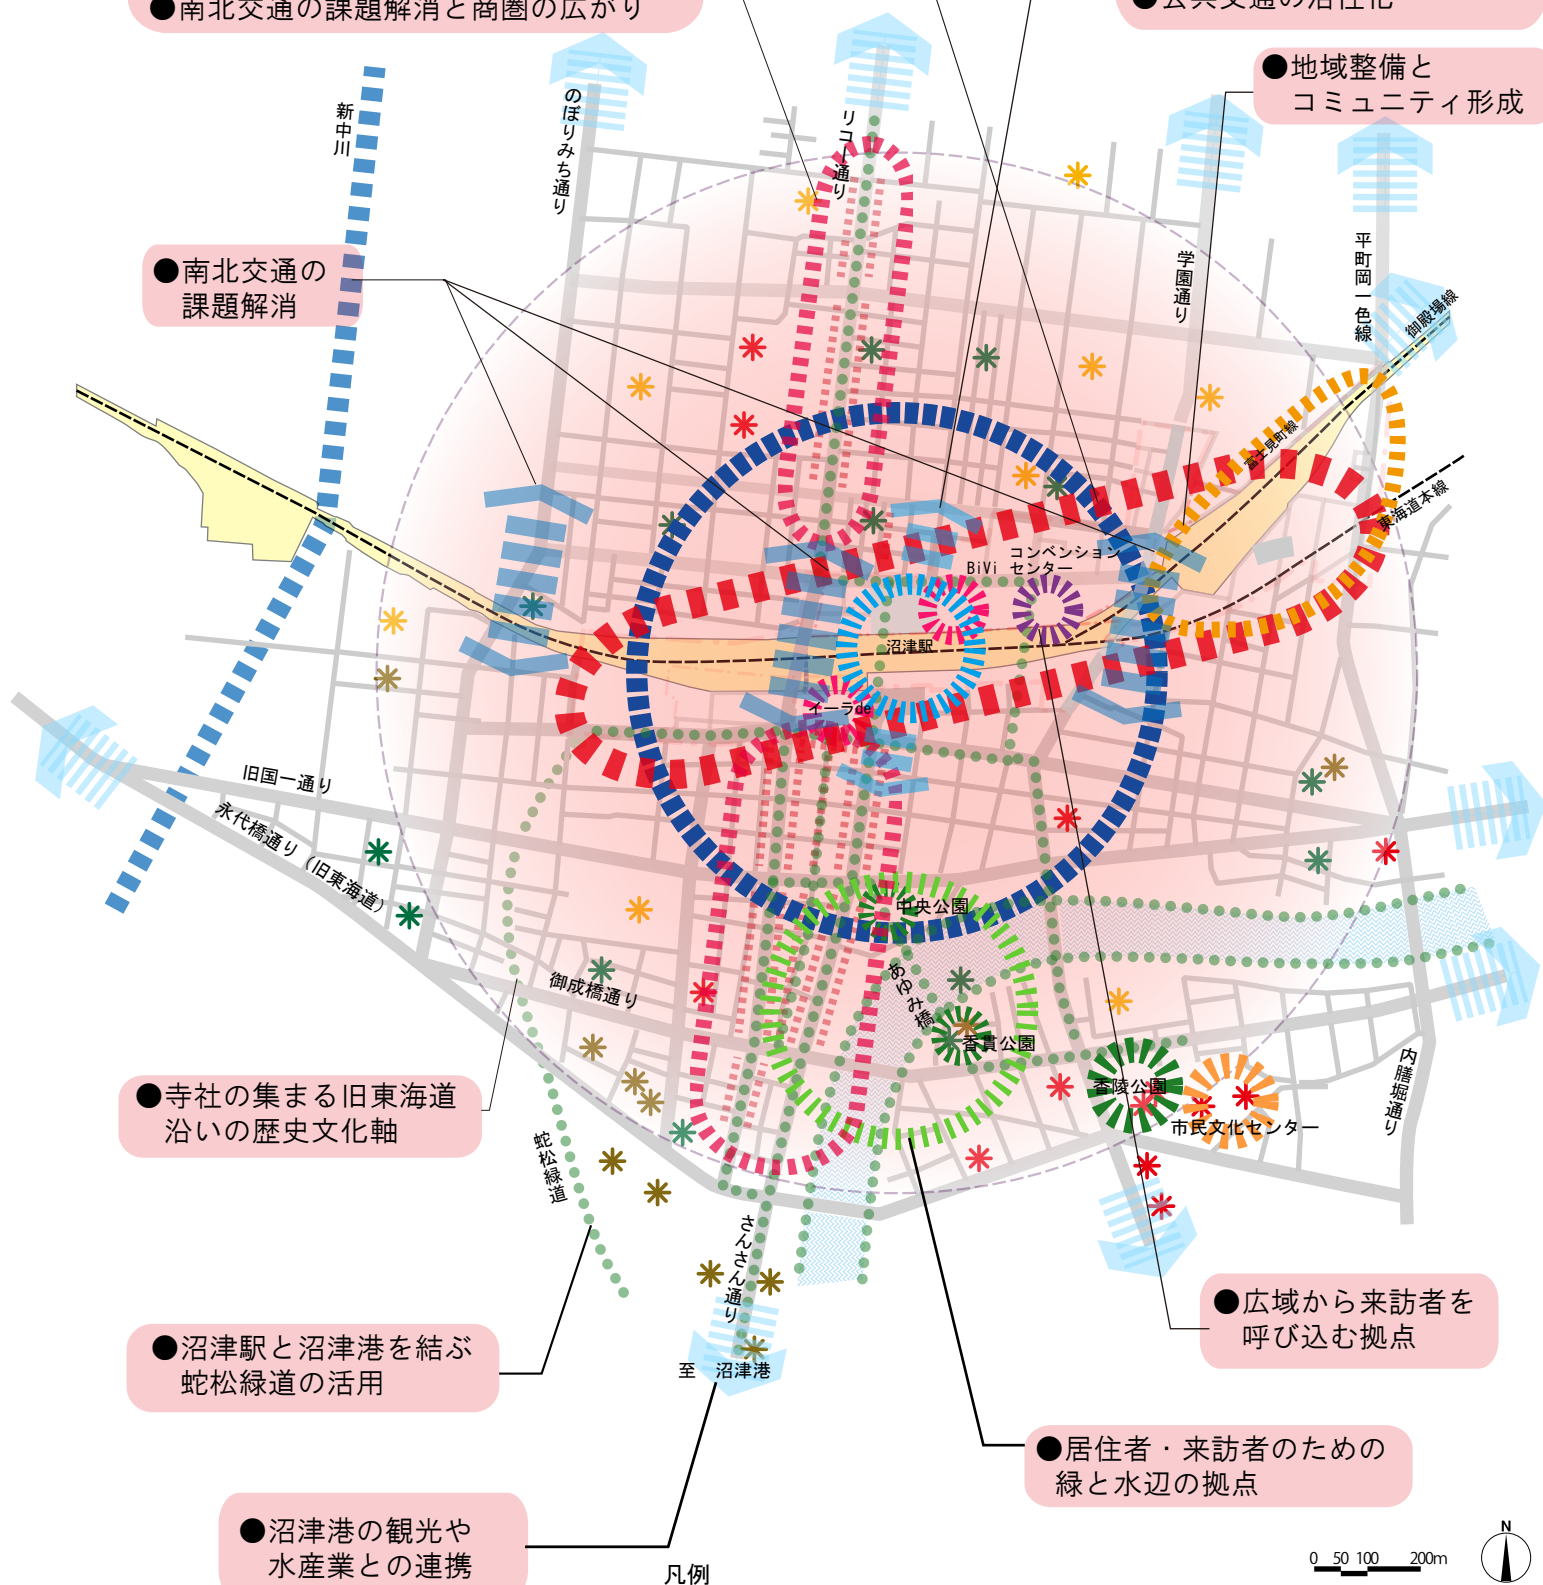 ●南北交通の課題解消と商圏の広がり
●公共交通の活性化
●地域整備と
コミュニティ形成
新中川
のぼりみち通り
リコー通り
学園通り
平町岡一色線
御殿場線
●南北交通の
課題解消
富士見町線
東海道本線
コンベンション
センター
BiVi
沼津駅
イーラde
旧国一通り
永代橋通り（旧東海道）
中央公園
あゆみ橋
御成橋通り
香貫公園
香陵公園
市民文化センター
内膳堀通り
●寺社の集まる旧東海道
沿いの歴史文化軸
蛇松緑道
さんさん通り
●広域から来訪者を
呼び込む拠点
●沼津駅と沼津港を結ぶ
蛇松緑道の活用
至 沼津港
●居住者・来訪者のための
緑と水辺の拠点
●沼津港の観光や
水産業との連携
凡例
0 50 100 200m
N